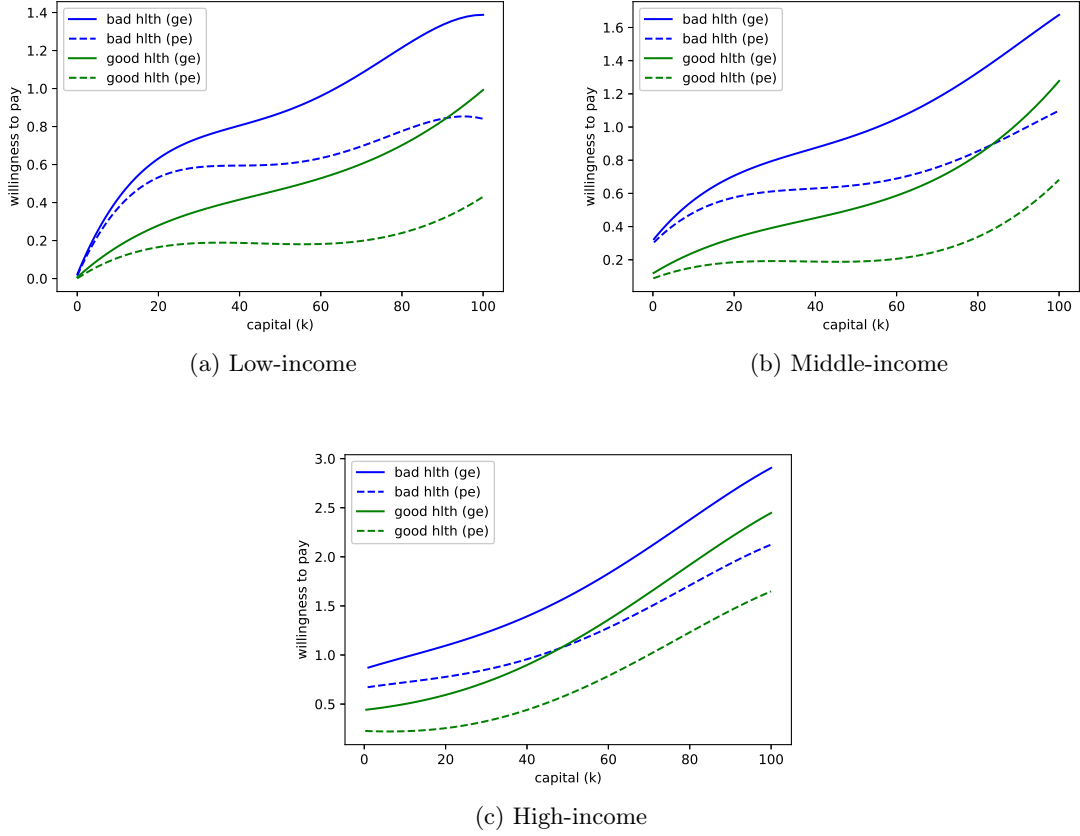 1.4
1.2
1.0
0.8
0.6
0.4
0.2
0.0
willingness to pay
bad hlth (ge)
bad hlth (pe)
good hlth (ge)
good hlth (pe)
0 20 40 60 80 100
capital (k)
(a) Low-income
1.6
1.4
1.2
1.0
0.8
0.6
0.4
0.2
willingness to pay
bad hlth (ge)
bad hlth (pe)
good hlth (ge)
good hlth (pe)
0 20 40 60 80 100
capital (k)
(b) Middle-income
3.0
2.5
2.0
1.5
1.0
0.5
willingness to pay
bad hlth (ge)
bad hlth (pe)
good hlth (ge)
good hlth (pe)
0 20 40 60 80 100
capital (k)
(c) High-income